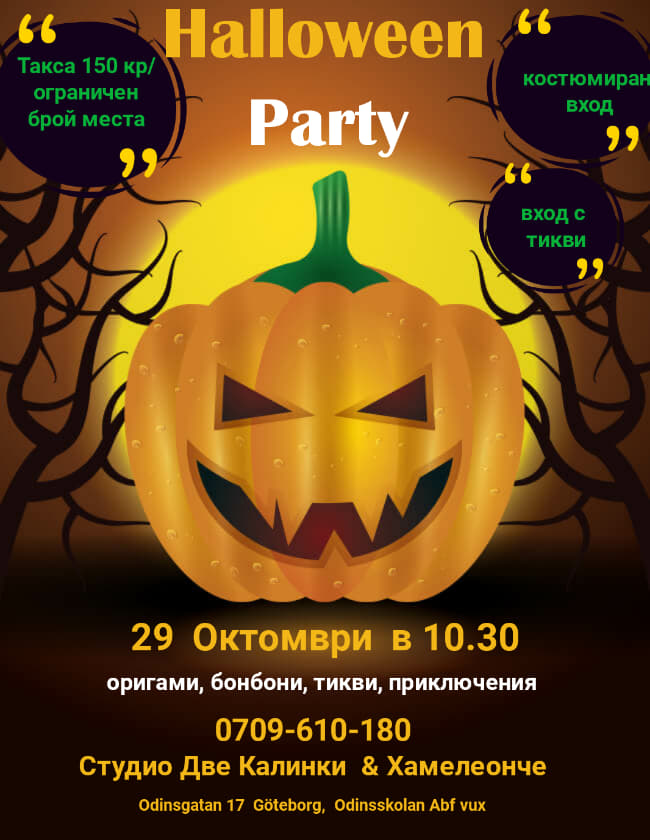 Halloween
Party
Такса 150 кр/
ограничен
брой места
костюмиран
вход
вход с
тикви
29 Октомври в 10.30
оригами, бонбони, тикви, приключения
0709-610-180
Студио Две Калинки & Хамелеонче
Odinsgatan 17 Göteborg, Odinsskolan Abf vux